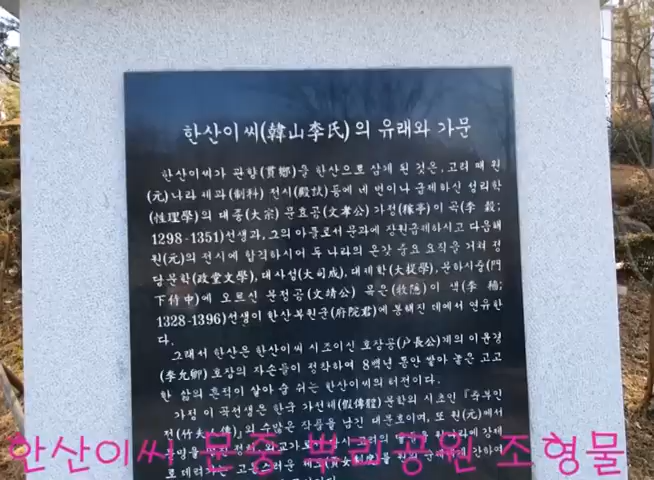 한산이씨(韓山李氏)의 유래와 가문
한산이씨가 관향(貫鄕)을 한산으로 삼게 된 것은, 고려 때 원
(元)나라 제과(制科) 전시(殿試) 등에 네 번이나 급제하신 성리학
(性理學)의 대종(大宗) 문효공(文孝公) 가정(稼亭) 이 곡(李 穀;
1298-1351)선생과, 그의 아들로서 문과에 장원급제하시고 다음해
원(元)의 전시에 합격하시어 두 나라의 온갖 중요 요직을 거쳐 정
당문학(政堂文學), 대사성(大司成), 대제학(大提學), 문하시중(門
下侍中)에 오르신 문정공(文靖公) 목은(牧隱) 이 색(李 穡;
1328-1396)선생이 한산부원군(府院君)에 봉해진 데에서 연유한
다.
그래서 한산은 한산이씨 시조이신 호장공(戶長公)계의 이윤경
(李允卿) 호장의 자손들이 정착하여 8백년 동안 쌓아 놓은 고고
한 삶의 흔적이 살아 숨 쉬는 한산이씨의 터전이다.
가정 이곡선생은 한국 가전체(假傳體)문학의 시초인 『죽부인
전(竹夫人傳)의 수많은 작품을 남긴 대문호이며, 또 원(元)에서
한산이씨 문중 뿌리공원 조형물